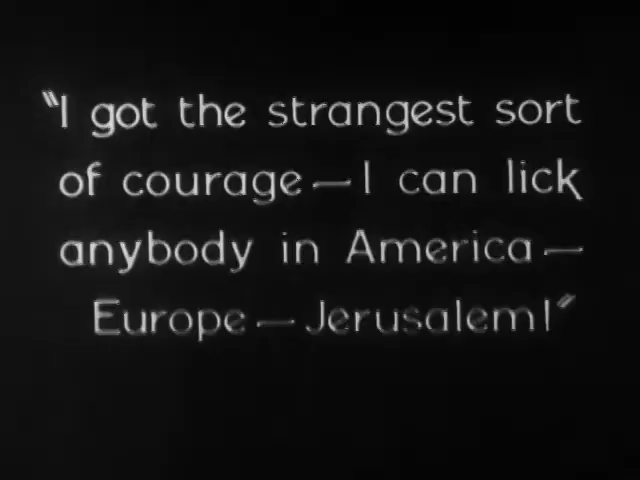 "I got the strangest sort
of courage — I can lick
anybody in America —
Europe — Jerusalem!"